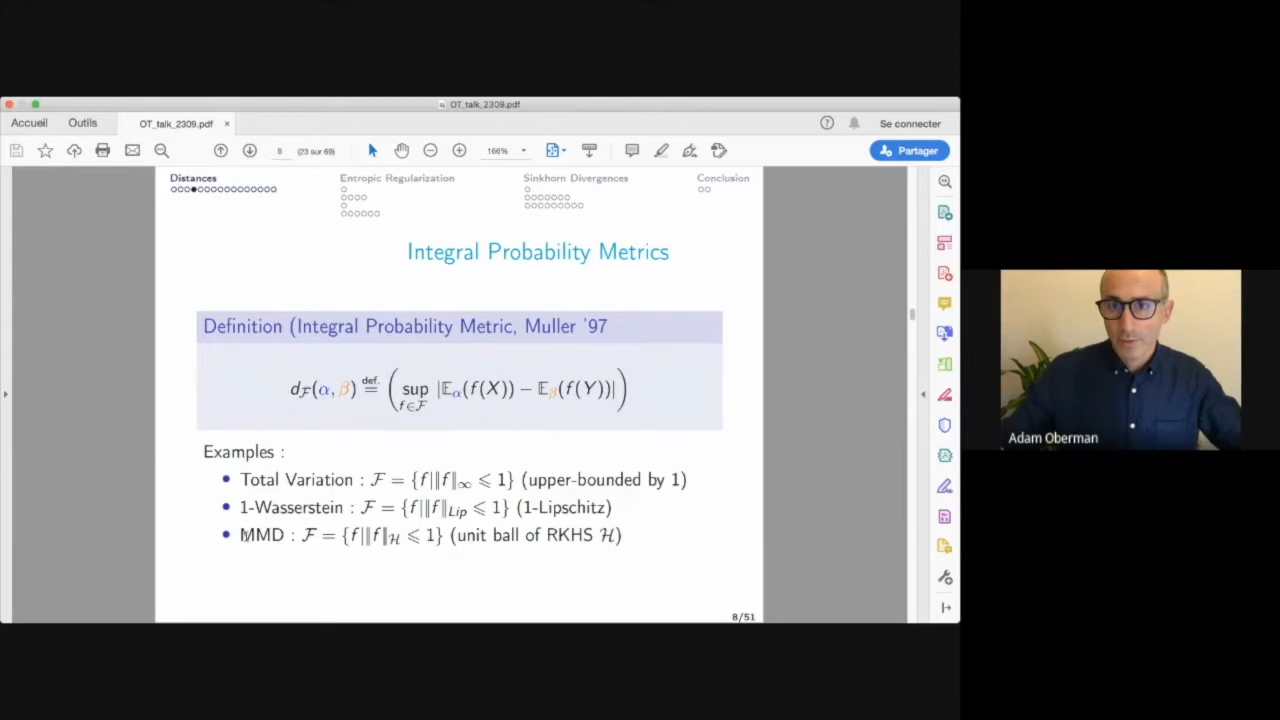 OT_talk_2309.pdf
Accueil Outils OT_talk_2309.pdf × Se connecter
8 (23 sur 69) 166% Partager
Distances Entropic Regularization Sinkhorn Divergences Conclusion
Integral Probability Metrics
Definition (Integral Probability Metric, Muller '97
d_ℱ(α, β) ≝ ( sup_{f∈ℱ} |𝔼_α(f(X)) − 𝔼_β(f(Y))| )
Examples :
• Total Variation : ℱ = {f|‖f‖_∞ ⩽ 1} (upper-bounded by 1)
• 1-Wasserstein : ℱ = {f|‖f‖_Lip ⩽ 1} (1-Lipschitz)
• MMD : ℱ = {f|‖f‖_ℋ ⩽ 1} (unit ball of RKHS ℋ)
8/51
Adam Oberman